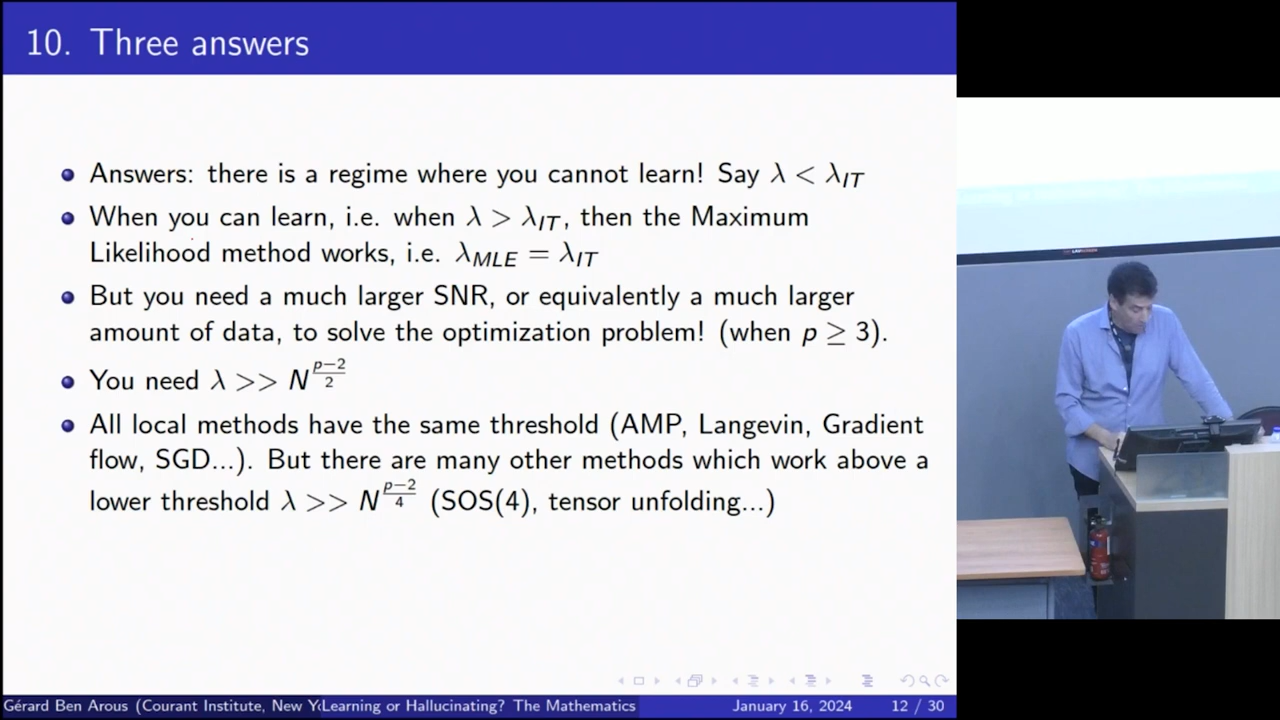 10. Three answers
Answers: there is a regime where you cannot learn! Say λ < λ_IT
When you can learn, i.e. when λ > λ_IT, then the Maximum
Likelihood method works, i.e. λ_MLE = λ_IT
But you need a much larger SNR, or equivalently a much larger
amount of data, to solve the optimization problem! (when p ≥ 3).
You need λ >> N^{\frac{p-2}{2}}
All local methods have the same threshold (AMP, Langevin, Gradient
flow, SGD...). But there are many other methods which work above a
lower threshold λ >> N^{\frac{p-2}{4}} (SOS(4), tensor unfolding...)
Gérard Ben Arous (Courant Institute, New Y Learning or Hallucinating? The Mathematics January 16, 2024 12 / 30